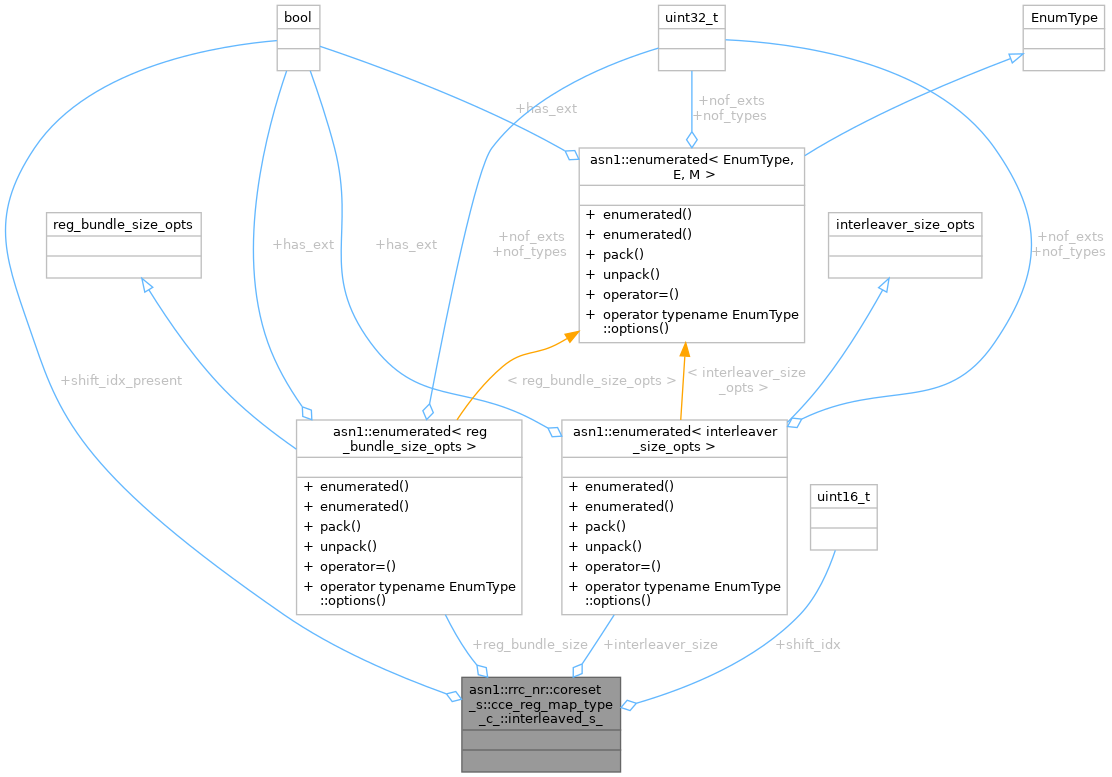 bool
uint32_t
EnumType
+has_ext
+nof_exts
+nof_types
asn1::enumerated< EnumType,
E, M >
+ enumerated()
+ enumerated()
+ pack()
+ unpack()
+ operator=()
+ operator typename EnumType
::options()
reg_bundle_size_opts
interleaver_size_opts
+has_ext
+has_ext
+nof_exts
+nof_types
+nof_exts
+nof_types
+shift_idx_present
< reg_bundle_size_opts >
< interleaver_size
_opts >
asn1::enumerated< reg
_bundle_size_opts >
+ enumerated()
+ enumerated()
+ pack()
+ unpack()
+ operator=()
+ operator typename EnumType
::options()
asn1::enumerated< interleaver
_size_opts >
+ enumerated()
+ enumerated()
+ pack()
+ unpack()
+ operator=()
+ operator typename EnumType
::options()
uint16_t
+reg_bundle_size
+interleaver_size
+shift_idx
asn1::rrc_nr::coreset
_s::cce_reg_map_type
_c_::interleaved_s_